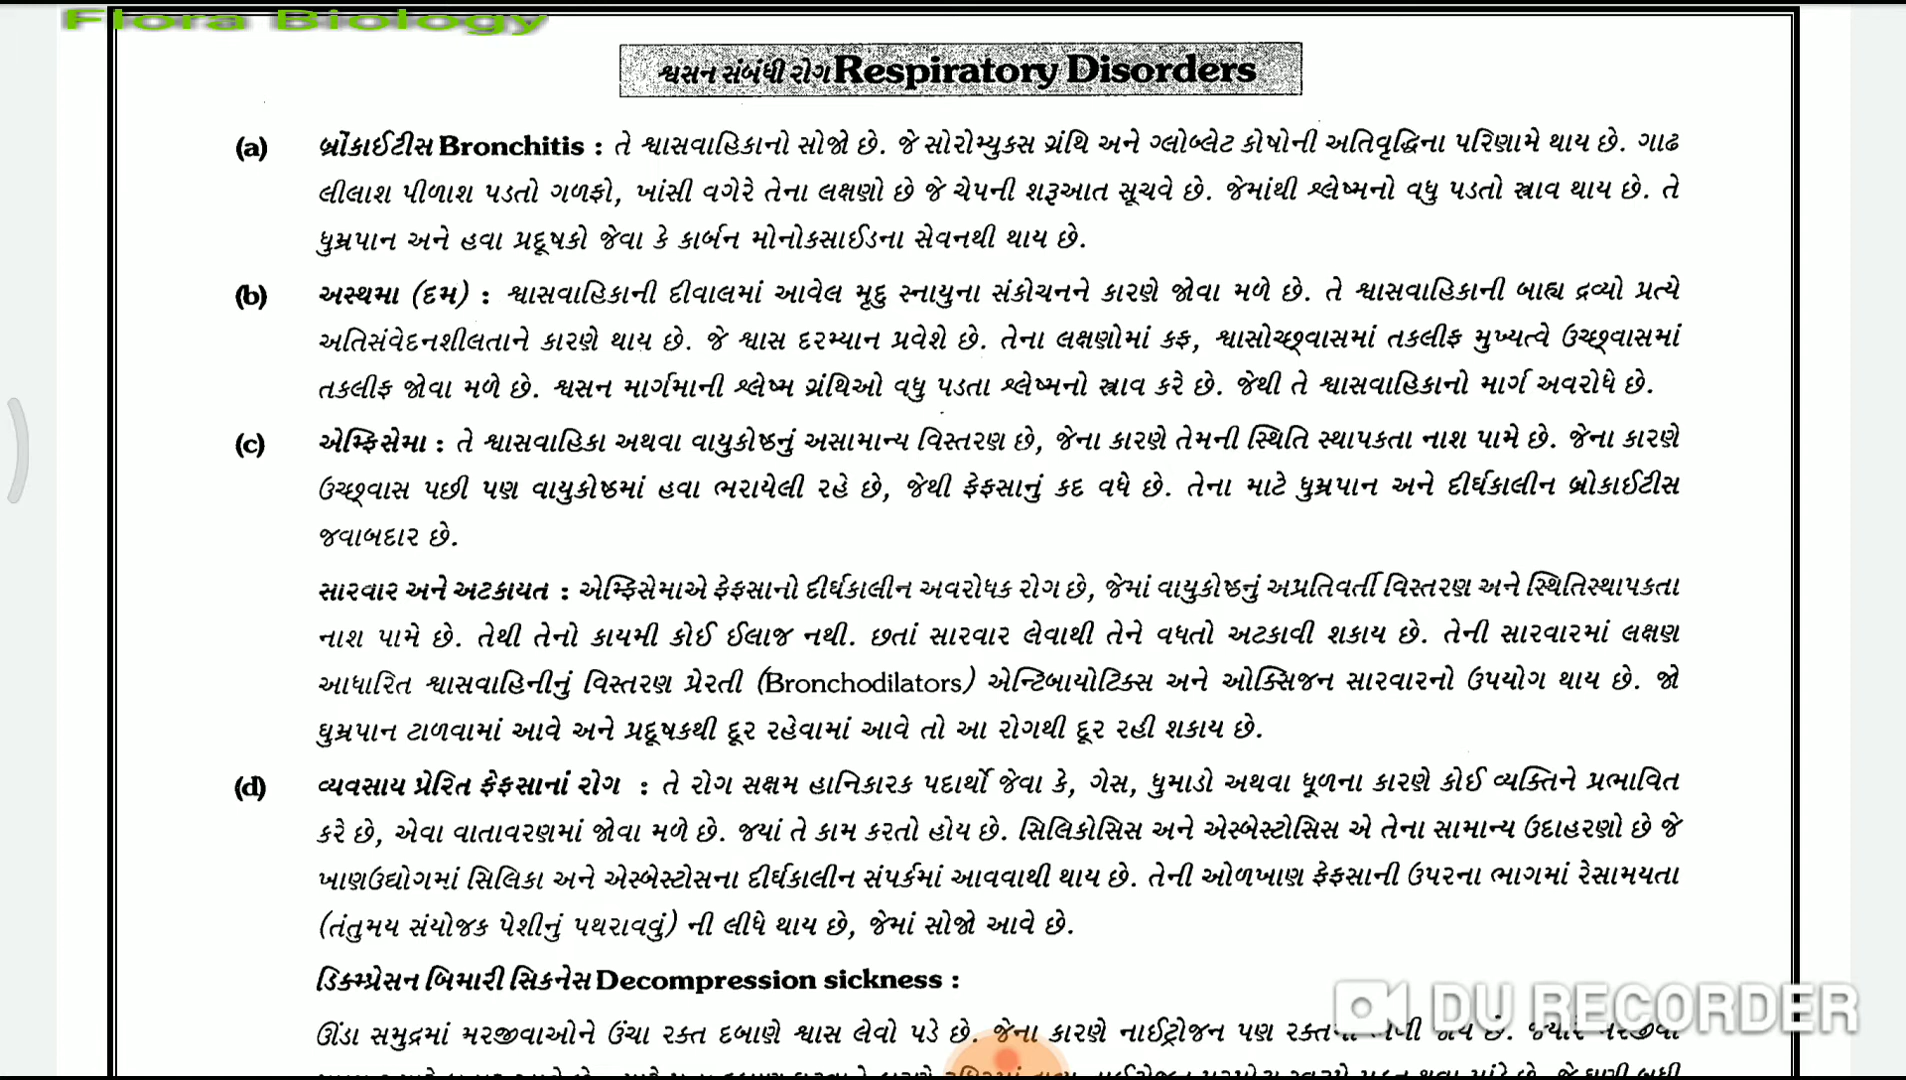 Flora Biology
શ્વસન સંબંધી રોગ Respiratory Disorders
(a) બ્રોંકાઈટીસ Bronchitis : તે શ્વાસવાહિકાનો સોજો છે. જે સોરોમ્યુકસ ગ્રંથિ અને ગ્લોબ્લેટ કોષોની અતિવૃદ્ધિના પરિણામે થાય છે. ગાઢ
લીલાશ પીળાશ પડતો ગળફો, ખાંસી વગેરે તેના લક્ષણો છે જે ચેપની શરૂઆત સૂચવે છે. જેમાંથી શ્લેષ્મનો વધુ પડતો સ્ત્રાવ થાય છે. તે
ધુમ્રપાન અને હવા પ્રદૂષકો જેવા કે કાર્બન મોનોકસાઈડના સેવનથી થાય છે.
(b) અસ્થમા (દમ) : શ્વાસવાહિકાની દીવાલમાં આવેલ મૃદુ સ્નાયુના સંકોચનને કારણે જોવા મળે છે. તે શ્વાસવાહિકાની બાહ્ય દ્રવ્યો પ્રત્યે
અતિસંવેદનશીલતાને કારણે થાય છે. જે શ્વાસ દરમ્યાન પ્રવેશે છે. તેના લક્ષણોમાં કફ, શ્વાસોચ્છ્વાસમાં તકલીફ મુખ્યત્વે ઉચ્છ્વાસમાં
તકલીફ જોવા મળે છે. શ્વસન માર્ગમાની શ્લેષ્મ ગ્રંથિઓ વધુ પડતા શ્લેષ્મનો સ્ત્રાવ કરે છે. જેથી તે શ્વાસવાહિકાનો માર્ગ અવરોધે છે.
(c) એમ્ફિસેમા : તે શ્વાસવાહિકા અથવા વાયુકોષ્ઠનું અસામાન્ય વિસ્તરણ છે, જેના કારણે તેમની સ્થિતિ સ્થાપકતા નાશ પામે છે. જેના કારણે
ઉચ્છ્વાસ પછી પણ વાયુકોષ્ઠમાં હવા ભરાયેલી રહે છે, જેથી ફેફસાનું કદ વધે છે. તેના માટે ધુમ્રપાન અને દીર્ઘકાલીન બ્રોકાઈટીસ
જવાબદાર છે.
સારવાર અને અટકાયત : એમ્ફિસેમાએ ફેફસાનો દીર્ઘકાલીન અવરોધક રોગ છે, જેમાં વાયુકોષ્ઠનું અપ્રતિવર્તી વિસ્તરણ અને સ્થિતિસ્થાપકતા
નાશ પામે છે. તેથી તેનો કાયમી કોઈ ઈલાજ નથી. છતાં સારવાર લેવાથી તેને વધતો અટકાવી શકાય છે. તેની સારવારમાં લક્ષણ
આધારિત શ્વાસવાહિનીનું વિસ્તરણ પ્રેરતી (Bronchodilators) એન્ટિબાયોટિક્સ અને ઓક્સિજન સારવારનો ઉપયોગ થાય છે. જો
ધુમ્રપાન ટાળવામાં આવે અને પ્રદૂષકથી દૂર રહેવામાં આવે તો આ રોગથી દૂર રહી શકાય છે.
(d) વ્યવસાય પ્રેરિત ફેફસાનાં રોગ : તે રોગ સક્ષમ હાનિકારક પદાર્થો જેવા કે, ગેસ, ધુમાડો અથવા ધૂળના કારણે કોઈ વ્યક્તિને પ્રભાવિત
કરે છે, એવા વાતાવરણમાં જોવા મળે છે. જયાં તે કામ કરતો હોય છે. સિલિકોસિસ અને એસ્બેસ્ટોસિસ એ તેના સામાન્ય ઉદાહરણો છે જે
ખાણઉદ્યોગમાં સિલિકા અને એસ્બેસ્ટોસના દીર્ઘકાલીન સંપર્કમાં આવવાથી થાય છે. તેની ઓળખાણ ફેફસાની ઉપરના ભાગમાં રેસામયતા
(તંતુમય સંયોજક પેશીનું પથરાવવું) ની લીધે થાય છે, જેમાં સોજો આવે છે.
ડિકમ્પ્રેસન બિમારી સિકનેસ Decompression sickness :
ઊંડા સમુદ્રમાં મરજીવાઓને ઉંચા રક્ત દબાણે શ્વાસ લેવો પડે છે. જેના કારણે નાઈટ્રોજન પણ
DU RECORDER